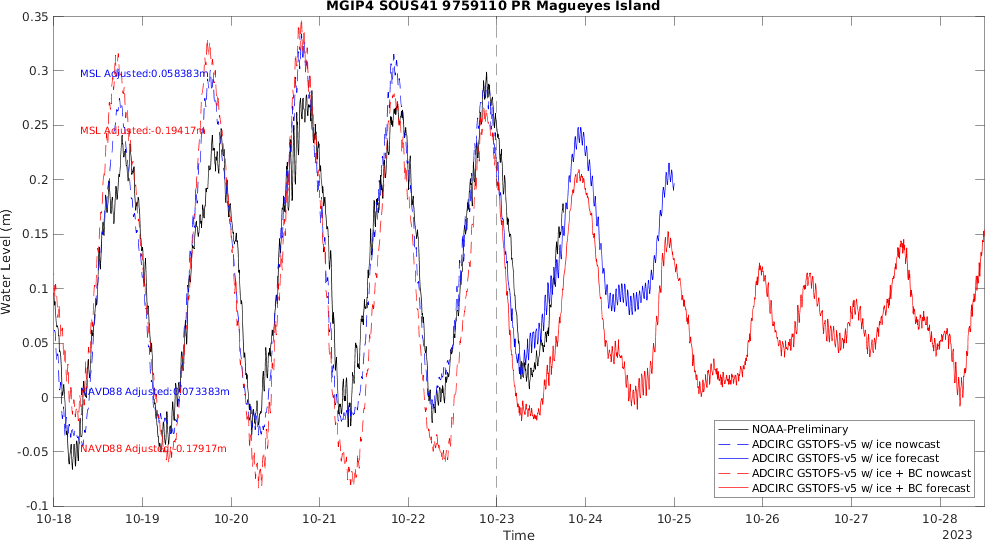 MGIP4 SOUS41 9759110 PR Magueyes Island
0.35
0.3
0.25
0.2
0.15
0.1
0.05
0
-0.05
-0.1
Water Level (m)
MSL Adjusted:0.058383m
MSL Adjusted:-0.19417m
NAVD88 Adjusted:0.073383m
NAVD88 Adjusted:-0.17917m
NOAA-Preliminary
ADCIRC GSTOFS-v5 w/ ice nowcast
ADCIRC GSTOFS-v5 w/ ice forecast
ADCIRC GSTOFS-v5 w/ ice + BC nowcast
ADCIRC GSTOFS-v5 w/ ice + BC forecast
10-18 10-19 10-20 10-21 10-22 10-23 10-24 10-25 10-26 10-27 10-28
2023
Time